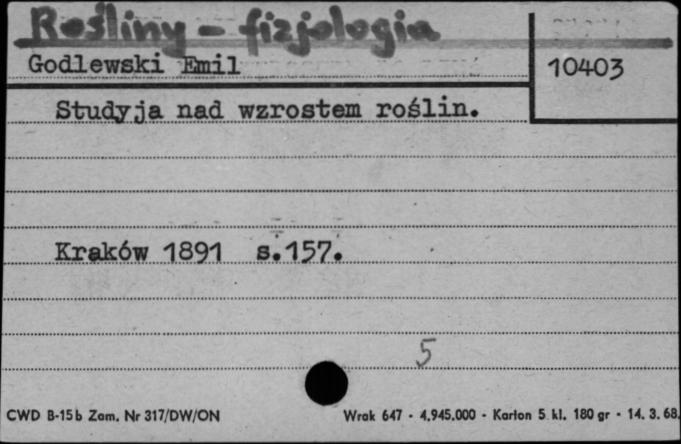 Rośliny - fizjologia
Godlewski Emil
10403
Studyja nad wzrostem roślin.
Kraków 1891 s.157.
5
CWD B-15b Zam. Nr 317/DW/ON
Wrak 647 - 4.945.000 - Karton 5 kl. 180 gr - 14. 3. 68.